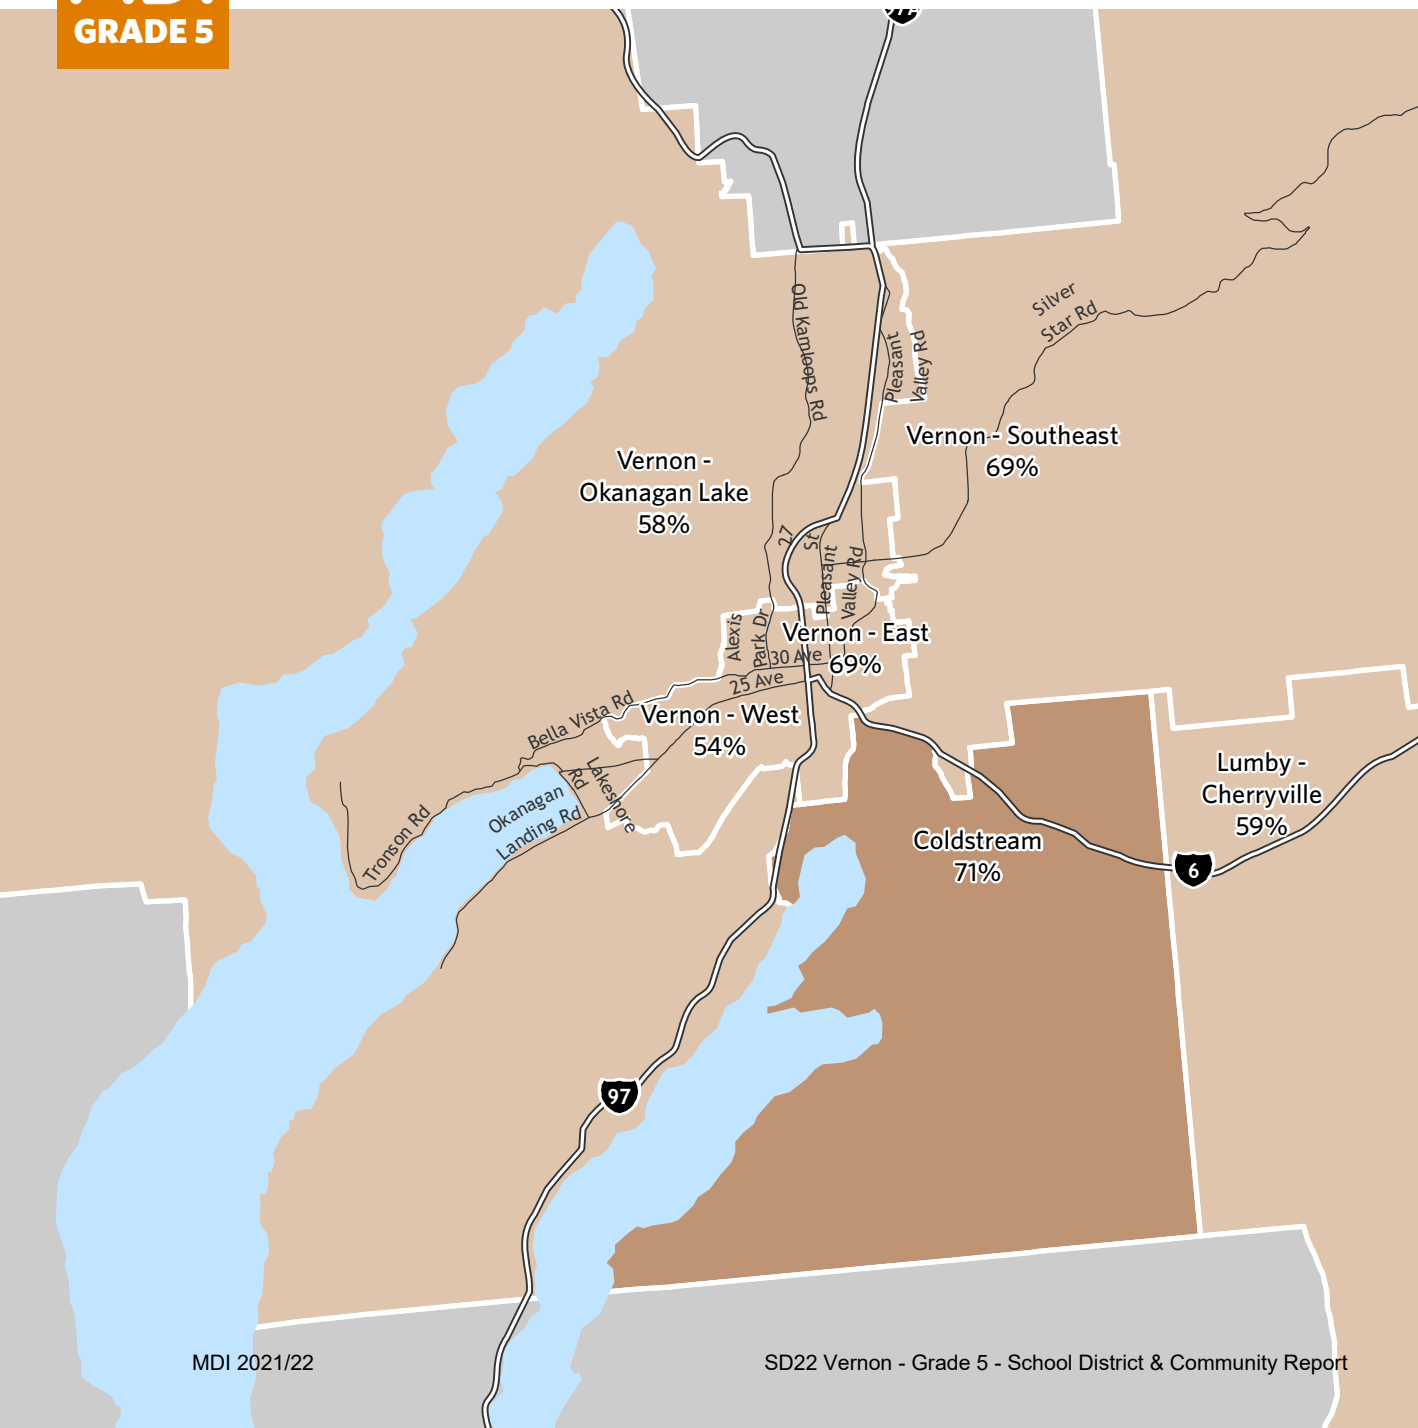 GRADE 5
Silver
Star Rd
Old Kamloops Rd
Pleasant
Valley Rd
Vernon - Southeast
69%
Vernon -
Okanagan Lake
58%
27
St
Pleasant
Valley Rd
Alexis
Park Dr
Vernon - East
69%
30 Ave
25 Ave
Bella Vista Rd
Vernon - West
54%
Lakeshore
Rd
Okanagan
Landing Rd
Tronson Rd
Lumby -
Cherryville
59%
Coldstream
71%
6
97
MDI 2021/22
SD22 Vernon - Grade 5 - School District & Community Report